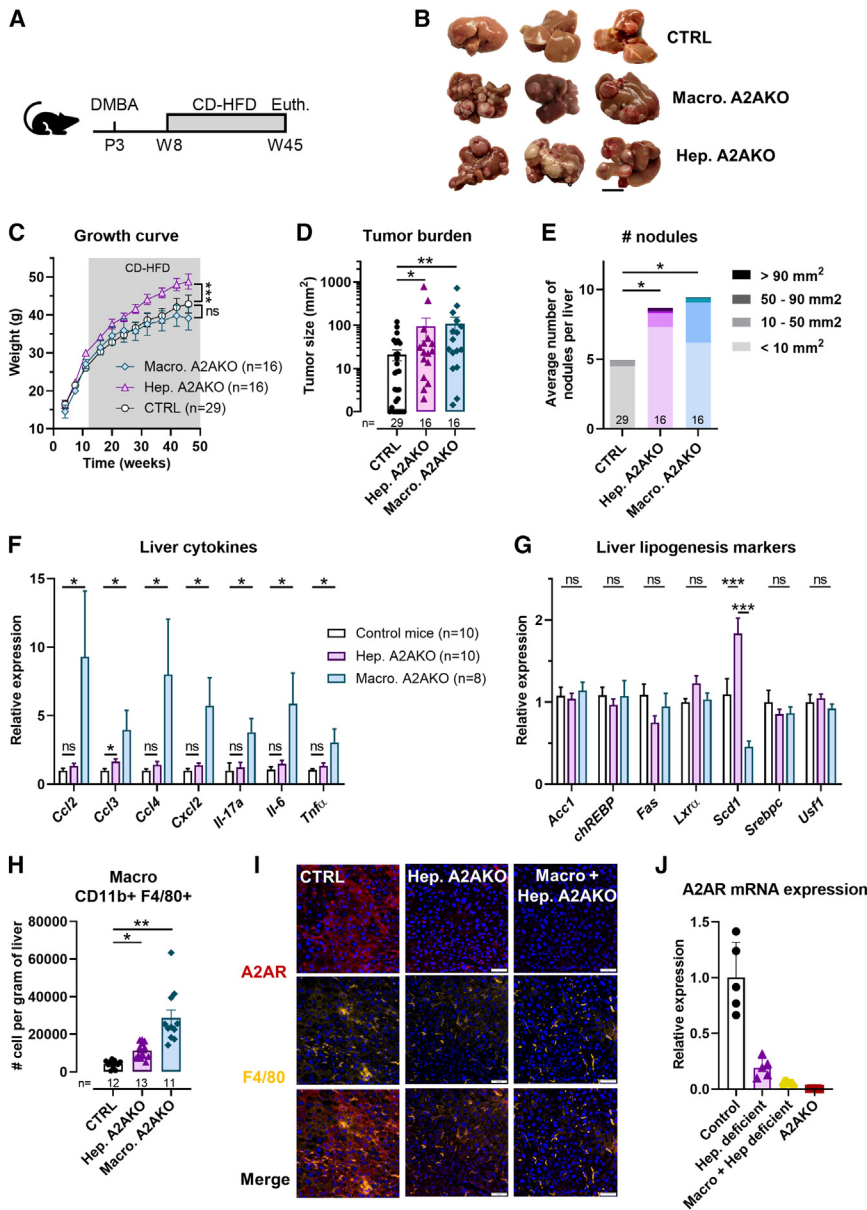 A
DMBA
CD-HFD
Euth.
P3
W8
W45
B
CTRL
Macro. A2AKO
Hep. A2AKO
C
Growth curve
CD-HFD
Weight (g)
50
40
30
20
10
***
ns
Macro. A2AKO (n=16)
Hep. A2AKO (n=16)
CTRL (n=29)
0 10 20 30 40 50
Time (weeks)
D
Tumor burden
Tumor size (mm²)
1000
100
10
0
**
*
n= 29 16 16
CTRL
Hep. A2AKO
Macro. A2AKO
E
# nodules
Average number of
nodules per liver
10
5
0
*
*
29 16 16
CTRL
Hep. A2AKO
Macro. A2AKO
> 90 mm²
50 - 90 mm2
10 - 50 mm2
< 10 mm²
F
Liver cytokines
Relative expression
15
10
5
0
* * * * * * *
ns * ns ns ns ns ns
Ccl2 Ccl3 Ccl4 Cxcl2 Il-17a Il-6 Tnfα
Control mice (n=10)
Hep. A2AKO (n=10)
Macro. A2AKO (n=8)
G
Liver lipogenesis markers
Relative expression
2
1
0
ns ns ns ns *** ns ns
***
Acc1 chREBP Fas Lxrα Scd1 Srebpc Usf1
H
Macro
CD11b+ F4/80+
# cell per gram of liver
80000
60000
40000
20000
0
**
*
n= 12 13 11
CTRL
Hep. A2AKO
Macro. A2AKO
I
CTRL
Hep. A2AKO
Macro +
Hep. A2AKO
A2AR
F4/80
Merge
J
A2AR mRNA expression
Relative expression
1.5
1.0
0.5
0.0
Control
Hep. deficient
Macro + Hep deficient
A2AKO